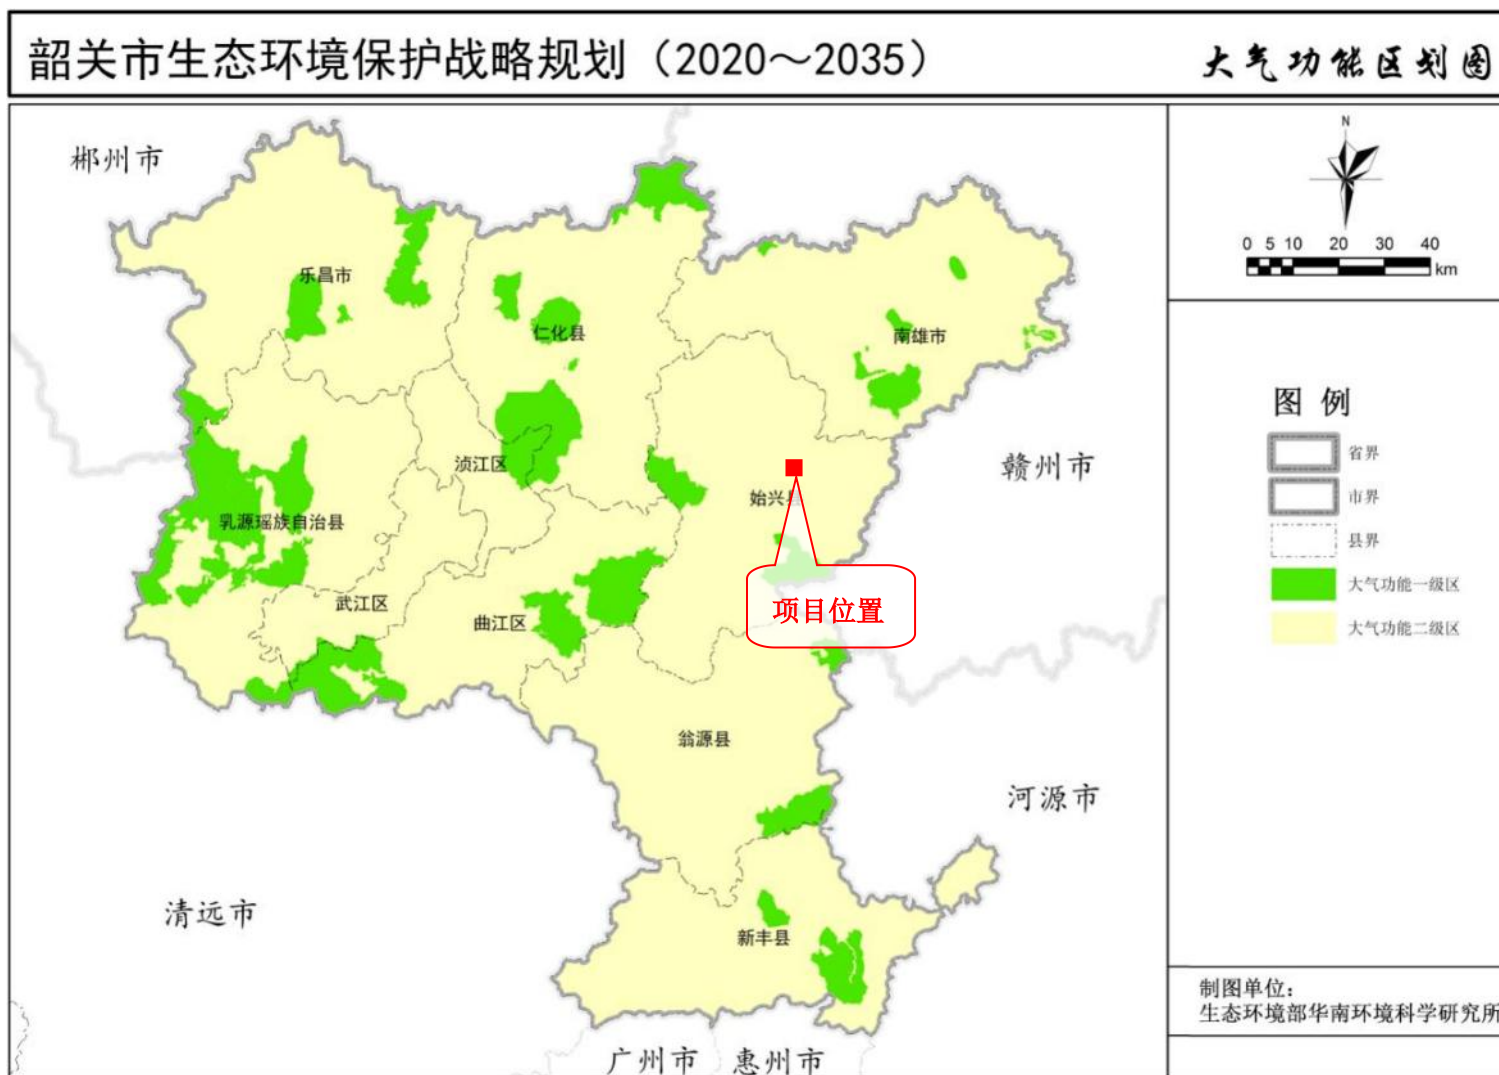 韶关市生态环境保护战略规划（2020～2035）
大气功能区划图
郴州市
N
0 5 10 20 30 40
km
乐昌市
仁化县
南雄市
图 例
省界
浈江区
赣州市
始兴县
市界
乳源瑶族自治县
县界
大气功能一级区
武江区
项目位置
曲江区
大气功能二级区
翁源县
河源市
清远市
新丰县
制图单位：
生态环境部华南环境科学研究所
广州市
惠州市